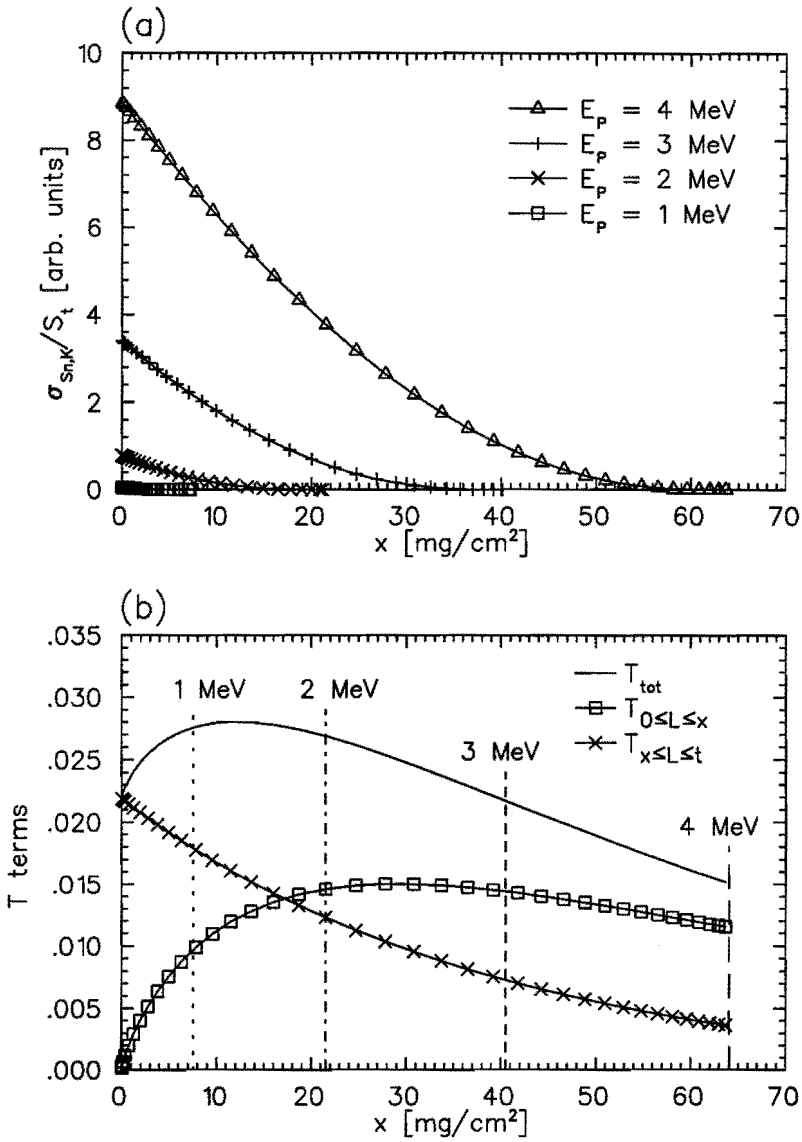 (a)
10
8
6
4
2
0
σ_Sn,K/S_t [arb. units]
E_P = 4 MeV
E_P = 3 MeV
E_P = 2 MeV
E_P = 1 MeV
0 10 20 30 40 50 60 70
x [mg/cm²]
(b)
.035
.030
.025
.020
.015
.010
.005
.000
T terms
1 MeV
2 MeV
3 MeV
4 MeV
T_tot
T_0≤L≤x
T_x≤L≤t
0 10 20 30 40 50 60 70
x [mg/cm²]